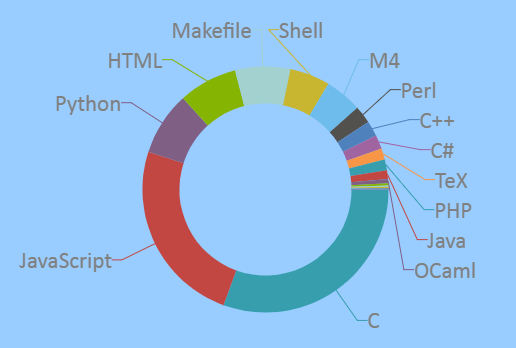 Makefile
Shell
HTML
M4
Python
Perl
C++
C#
TeX
PHP
Java
JavaScript
OCaml
C